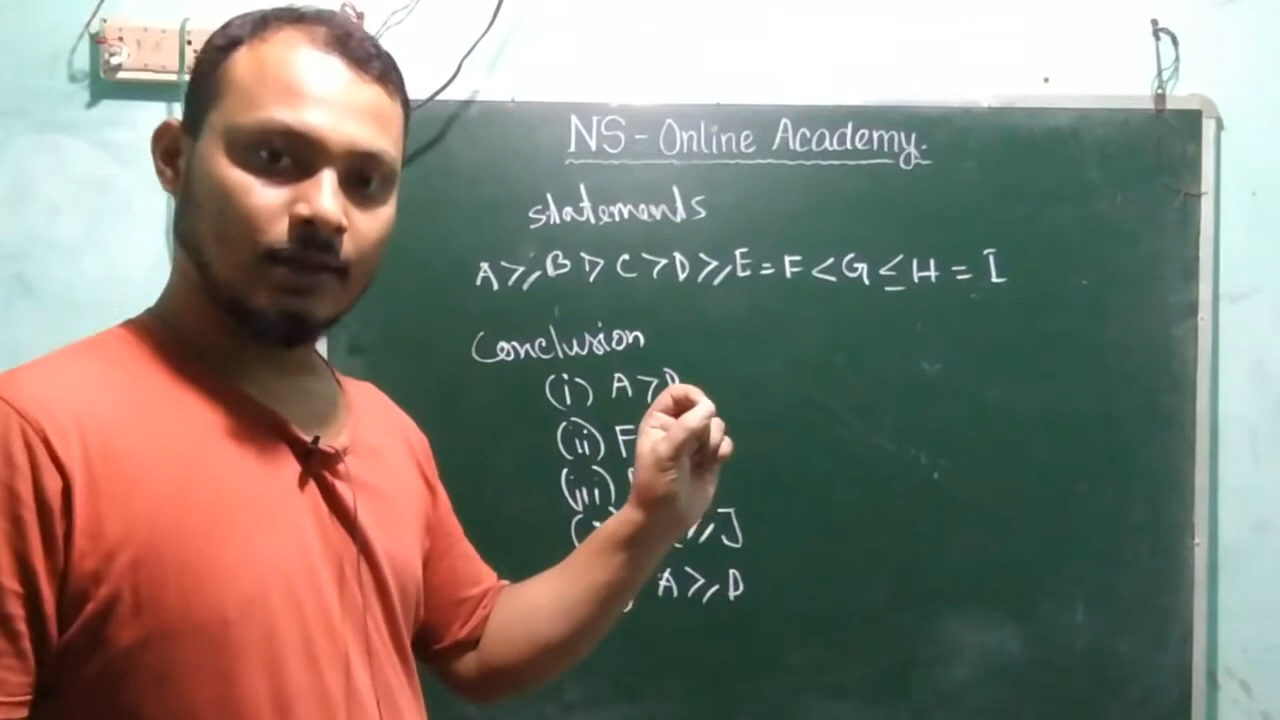 NS - Online Academy.
statements
A ≥ B > C > D ≥ E = F < G ≤ H = I
Conclusion
(i) A >
(ii) F
(iii)
≥ J
A ≥ D